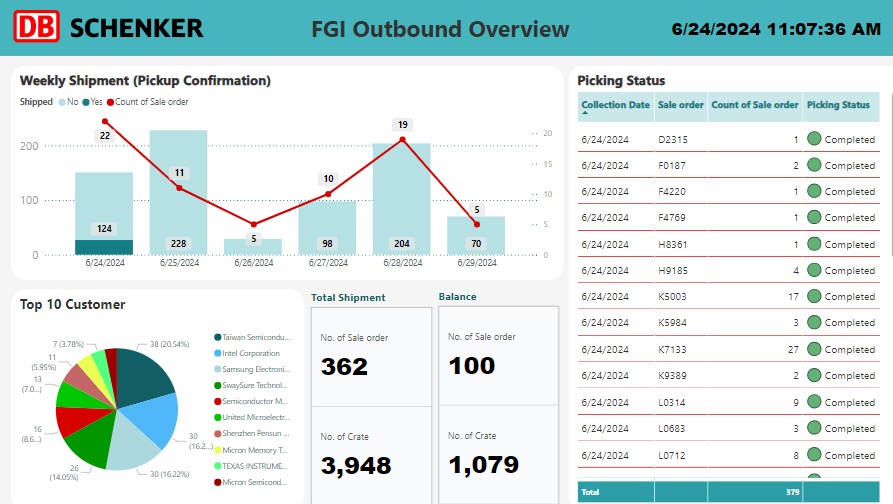 DB SCHENKER
FGI Outbound Overview
6/24/2024 11:07:36 AM
Weekly Shipment (Pickup Confirmation)
Shipped No Yes Count of Sale order
200
100
0
20
15
10
5
0
22
11
5
10
19
5
124
228
98
204
70
6/24/2024
6/25/2024
6/26/2024
6/27/2024
6/28/2024
6/29/2024
Top 10 Customer
38 (20.54%)
30
(16.2...)
30 (16.22%)
26
(14.05%)
16
(8.6...)
13
(7.0...)
11
(5.95%)
7 (3.78%)
Taiwan Semicondu...
Intel Corporation
Samsung Electroni...
SwaySure Technol...
Semiconductor M...
United Microelectr...
Shenzhen Pensun ...
Micron Memory T...
TEXAS INSTRUME...
Micron Semicond...
Total Shipment
No. of Sale order
362
No. of Crate
3,948
Balance
No. of Sale order
100
No. of Crate
1,079
Picking Status
Collection Date Sale order Count of Sale order Picking Status
6/24/2024 D2315 1 Completed
6/24/2024 F0187 2 Completed
6/24/2024 F4220 1 Completed
6/24/2024 F4769 1 Completed
6/24/2024 H8361 1 Completed
6/24/2024 H9185 4 Completed
6/24/2024 K5003 17 Completed
6/24/2024 K5984 3 Completed
6/24/2024 K7133 27 Completed
6/24/2024 K9389 2 Completed
6/24/2024 L0314 9 Completed
6/24/2024 L0683 3 Completed
6/24/2024 L0712 8 Completed
Total 379